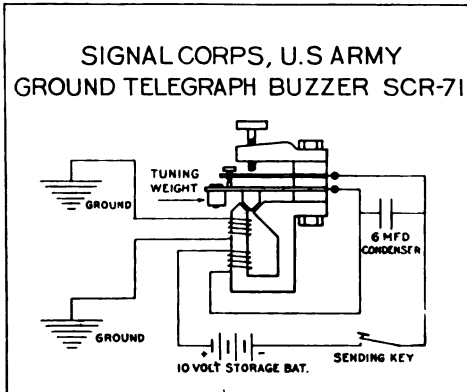 SIGNAL CORPS, U.S ARMY
GROUND TELEGRAPH BUZZER SCR-71
TUNING
WEIGHT
GROUND
6 MFD
CONDENSER
GROUND
+ -
10 VOLT STORAGE BAT.
SENDING KEY